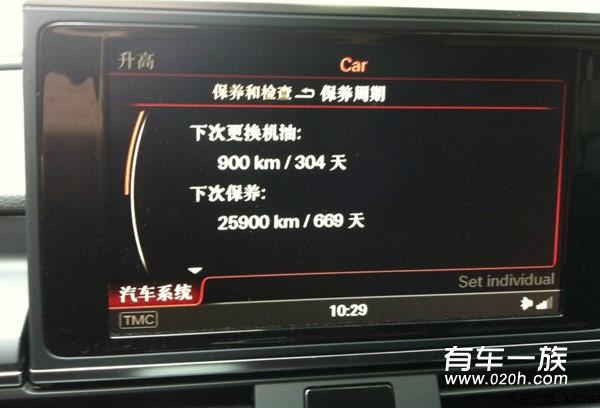 升高
Car
保养和检查 保养周期
下次更换机油:
900 km / 304 天
下次保养:
25900 km / 669 天
Set individual
汽车系统
TMC
10:29
有车一族
www.020h.com